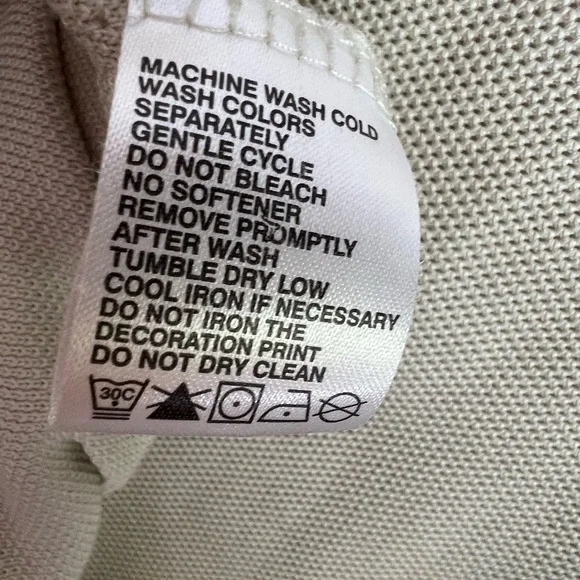 MACHINE WASH COLD
WASH COLORS
SEPARATELY
GENTLE CYCLE
DO NOT BLEACH
NO SOFTENER
REMOVE PROMPTLY
AFTER WASH
TUMBLE DRY LOW
COOL IRON IF NECESSARY
DO NOT IRON THE
DECORATION PRINT
DO NOT DRY CLEAN
30C